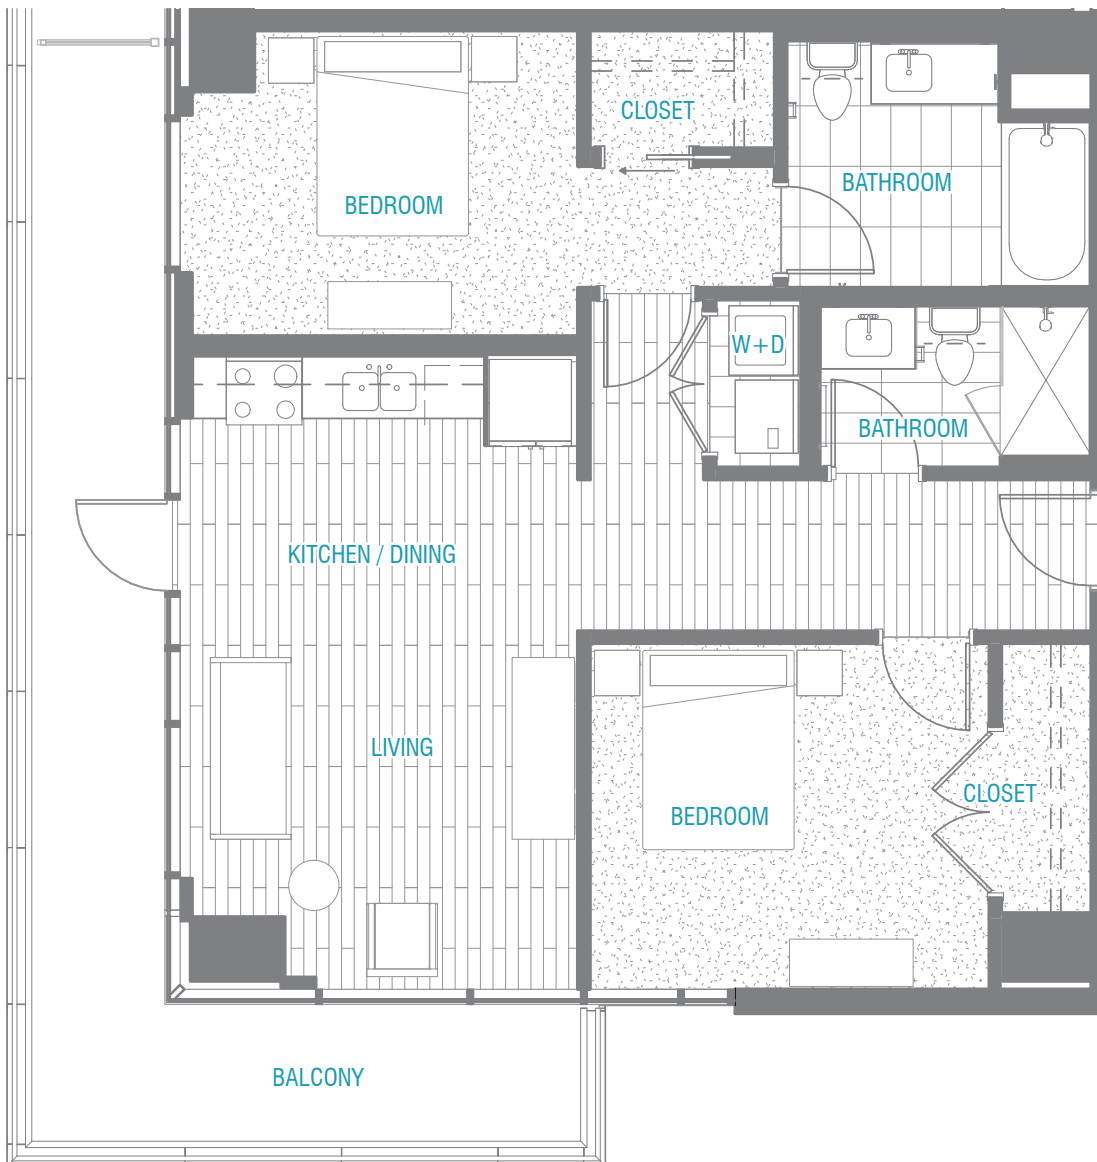 CLOSET
BATHROOM
BEDROOM
W+D
BATHROOM
KITCHEN / DINING
LIVING
CLOSET
BEDROOM
BALCONY